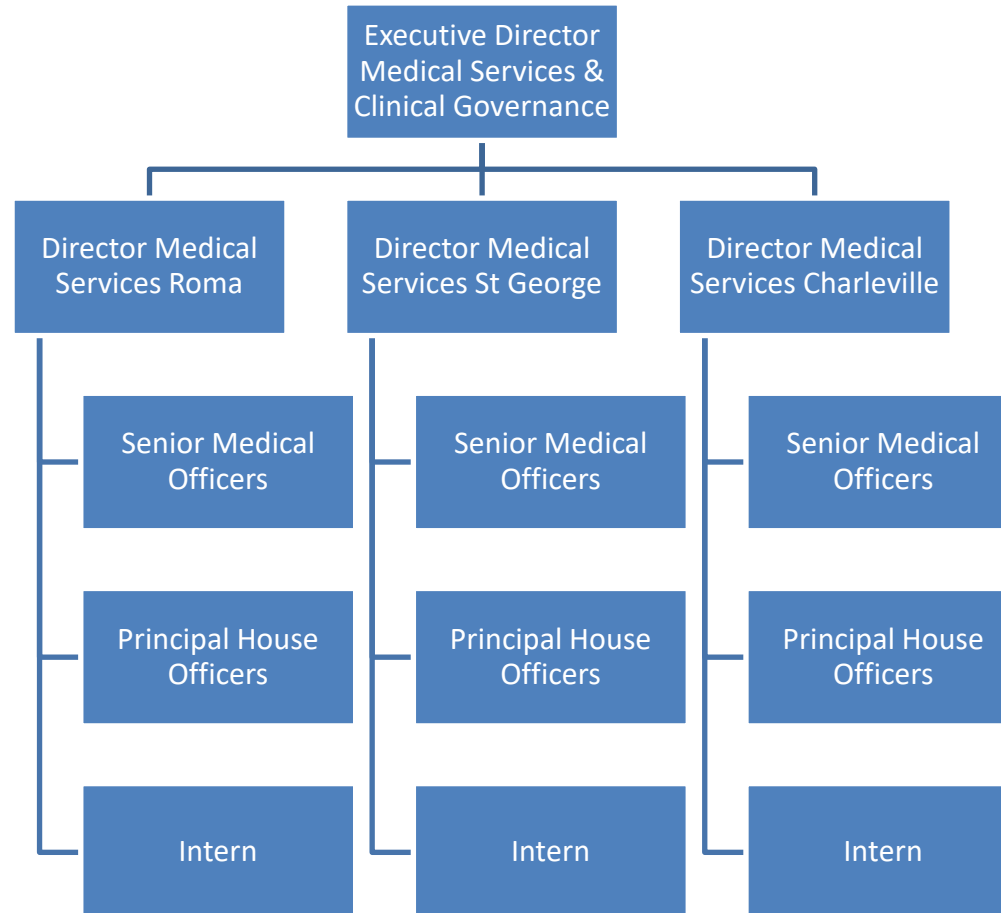 Executive Director
Medical Services &
Clinical Governance
Director Medical
Services Roma
Director Medical
Services St George
Director Medical
Services Charleville
Senior Medical
Officers
Senior Medical
Officers
Senior Medical
Officers
Principal House
Officers
Principal House
Officers
Principal House
Officers
Intern
Intern
Intern